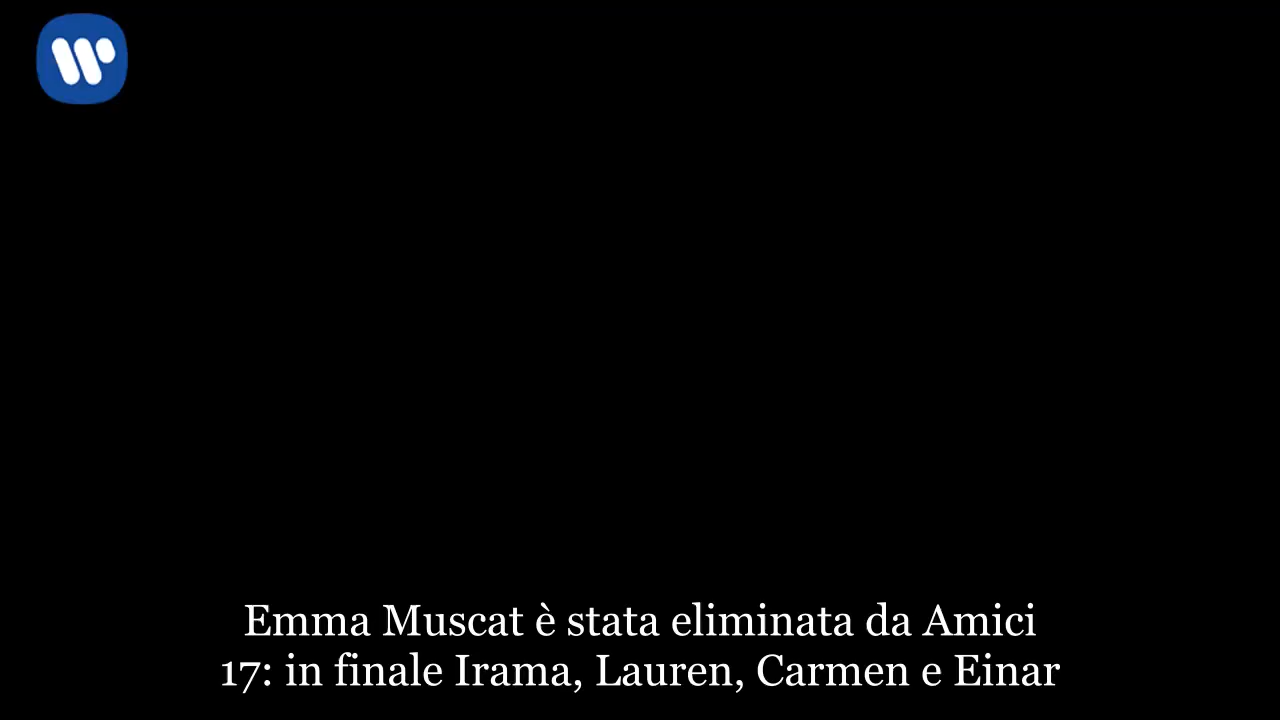 Emma Muscat è stata eliminata da Amici
17: in finale Irama, Lauren, Carmen e Einar